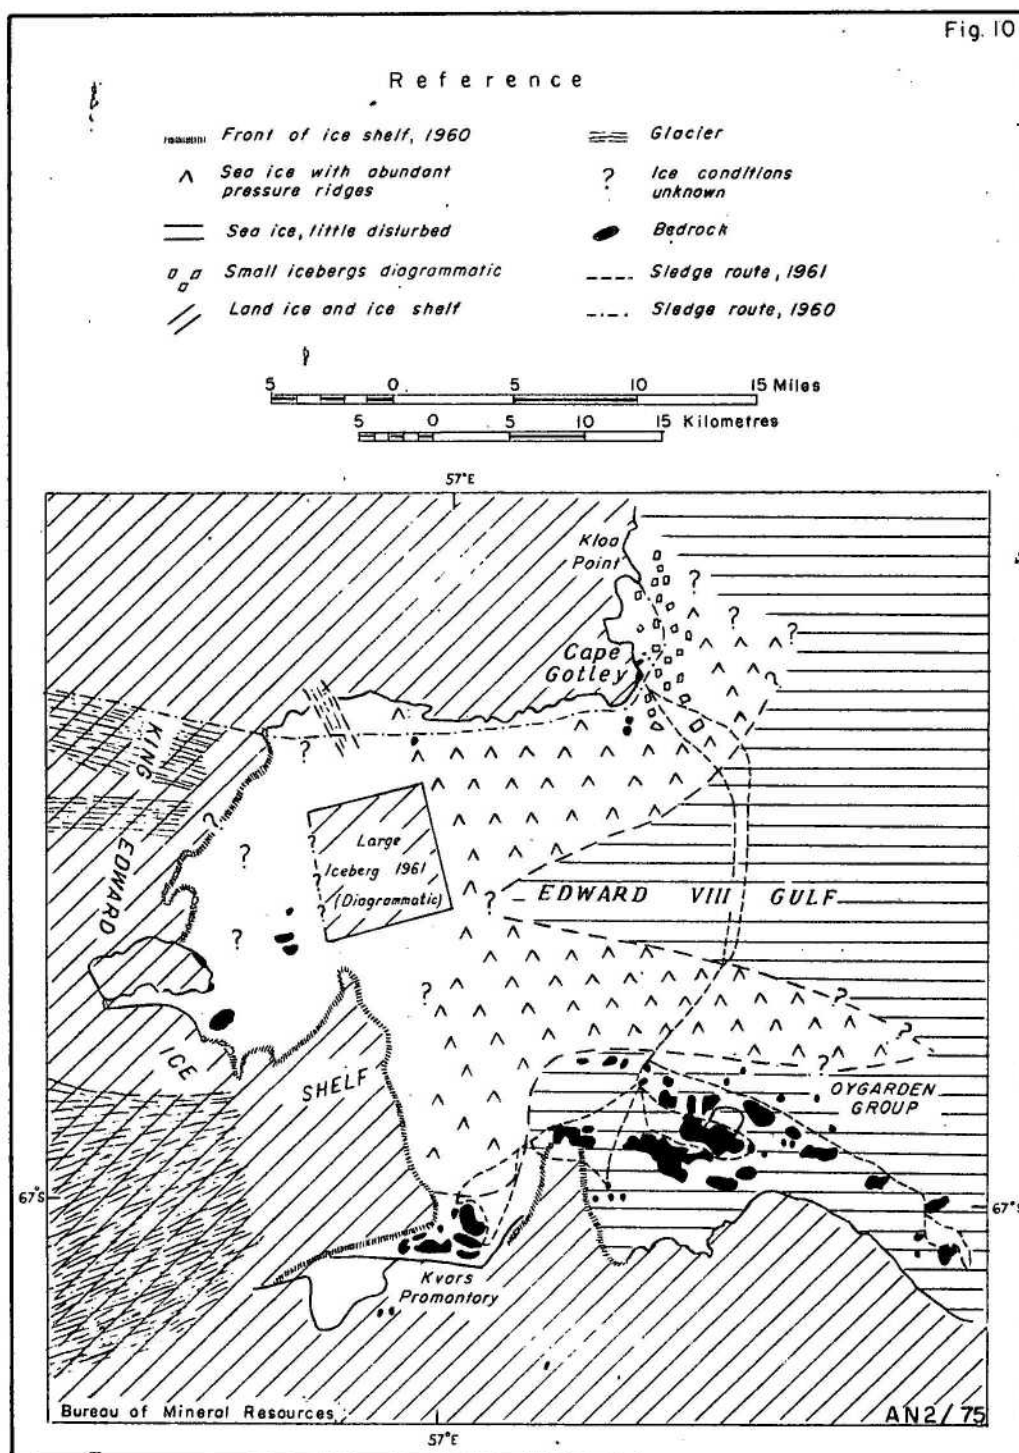 Fig. 10
Reference
Front of ice shelf, 1960
Sea ice with abundant
pressure ridges
Sea ice, little disturbed
Small icebergs diagrammatic
Land ice and ice shelf
Glacier
? Ice conditions
unknown
Bedrock
Sledge route, 1961
Sledge route, 1960
5 0 5 10 15 Miles
5 0 5 10 15 Kilometres
57°E
Kloa
Point
? ? ? ?
Cape
Gotley
KING
?
?
EDWARD
?
?
Large
Iceberg 1961
(Diagrammatic)
? ? ?
? EDWARD VIII GULF
?
? ? ?
ICE
SHELF
OYGARDEN
GROUP
67°S
67°S
Kvars
Promontory
Bureau of Mineral Resources
AN2/75
57°E